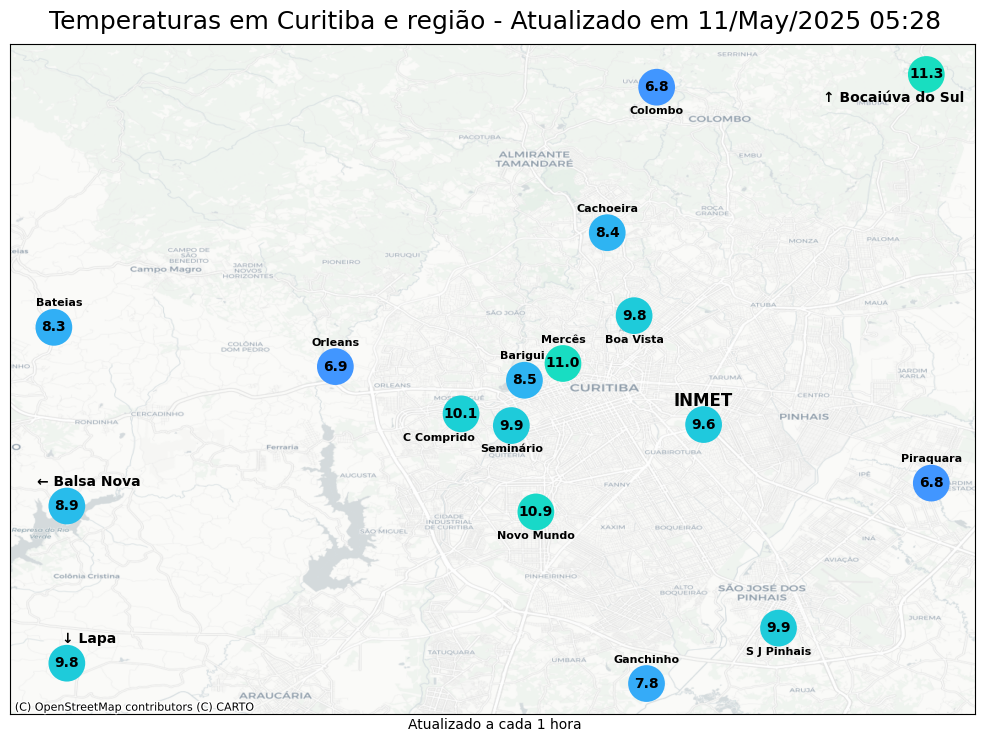 Temperaturas em Curitiba e região - Atualizado em 11/May/2025 05:28
SERRINHA
11.3
6.8
↑ Bocaiúva do Sul
Colombo
COLOMBO
PACOTUBA
ALMIRANTE
TAMANDARÉ
EMBU
Cachoeira
ROÇA
GRANDE
8.4
MONZA
PALOMA
CAMPO DE
SÃO
BENEDITO
JURUQUI
PIONEIRO
Campo Magro
JARDIM
NOVOS
HORIZONTES
Bateias
8.3
ATUBA
MAUÁ
SÃO JOÃO
9.8
Boa Vista
Mercês
11.0
Orleans
6.9
COLÔNIA
DOM PEDRO
Barigui
8.5
JARDIM
KARLA
TARUMÃ
ORLEANS
CURITIBA
CENTRO
INMET
9.6
PINHAIS
10.1
C Comprido
9.9
Seminário
CERCADINHO
RONDINHA
Ferraria
GUABIROTUBA
Piraquara
6.8
IPÊ
AUGUSTA
← Balsa Nova
8.9
FANNY
10.9
Novo Mundo
CIDADE
INDUSTRIAL
DE CURITIBA
SÃO MIGUEL
XAXIM
BOQUEIRÃO
Represa do Rio
Verde
INÁ
AVIAÇÃO
Colônia Cristina
PINHEIRINHO
ALTO
BOQUEIRÃO
SÃO JOSÉ DOS
PINHAIS
JUREMA
9.9
S J Pinhais
↓ Lapa
9.8
TATUQUARA
UMBARÁ
Ganchinho
7.8
ARUJÁ
ARAUCÁRIA
(C) OpenStreetMap contributors (C) CARTO
Atualizado a cada 1 hora